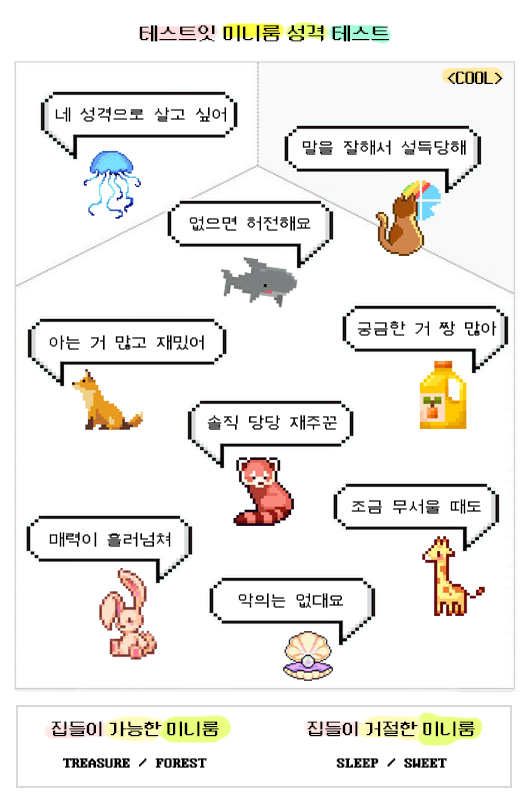 테스트잇 미니룸 성격 테스트
<COOL>
네 성격으로 살고 싶어
말을 잘해서 설득당해
없으면 허전해요
아는 거 많고 재밌어
궁금한 거 짱 많아
솔직 당당 재주꾼
조금 무서울 때도
매력이 흘러넘쳐
악의는 없대요
집들이 가능한 미니룸
집들이 거절한 미니룸
TREASURE / FOREST
SLEEP / SWEET